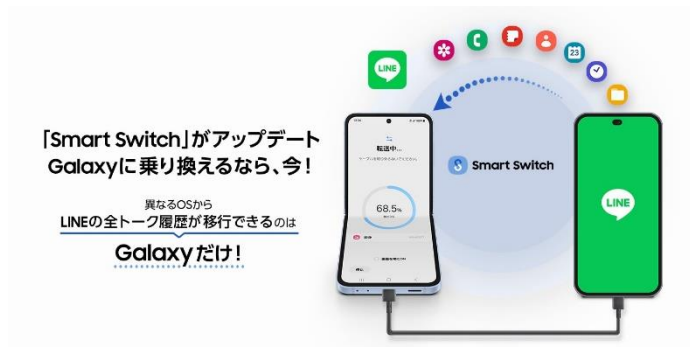 「Smart Switch」がアップデート
Galaxyに乗り換えるなら、今！
異なるOSから
LINEの全トーク履歴が移行できるのは
Galaxyだけ！
LINE
23
転送中...
68.5%
Smart Switch
LINE